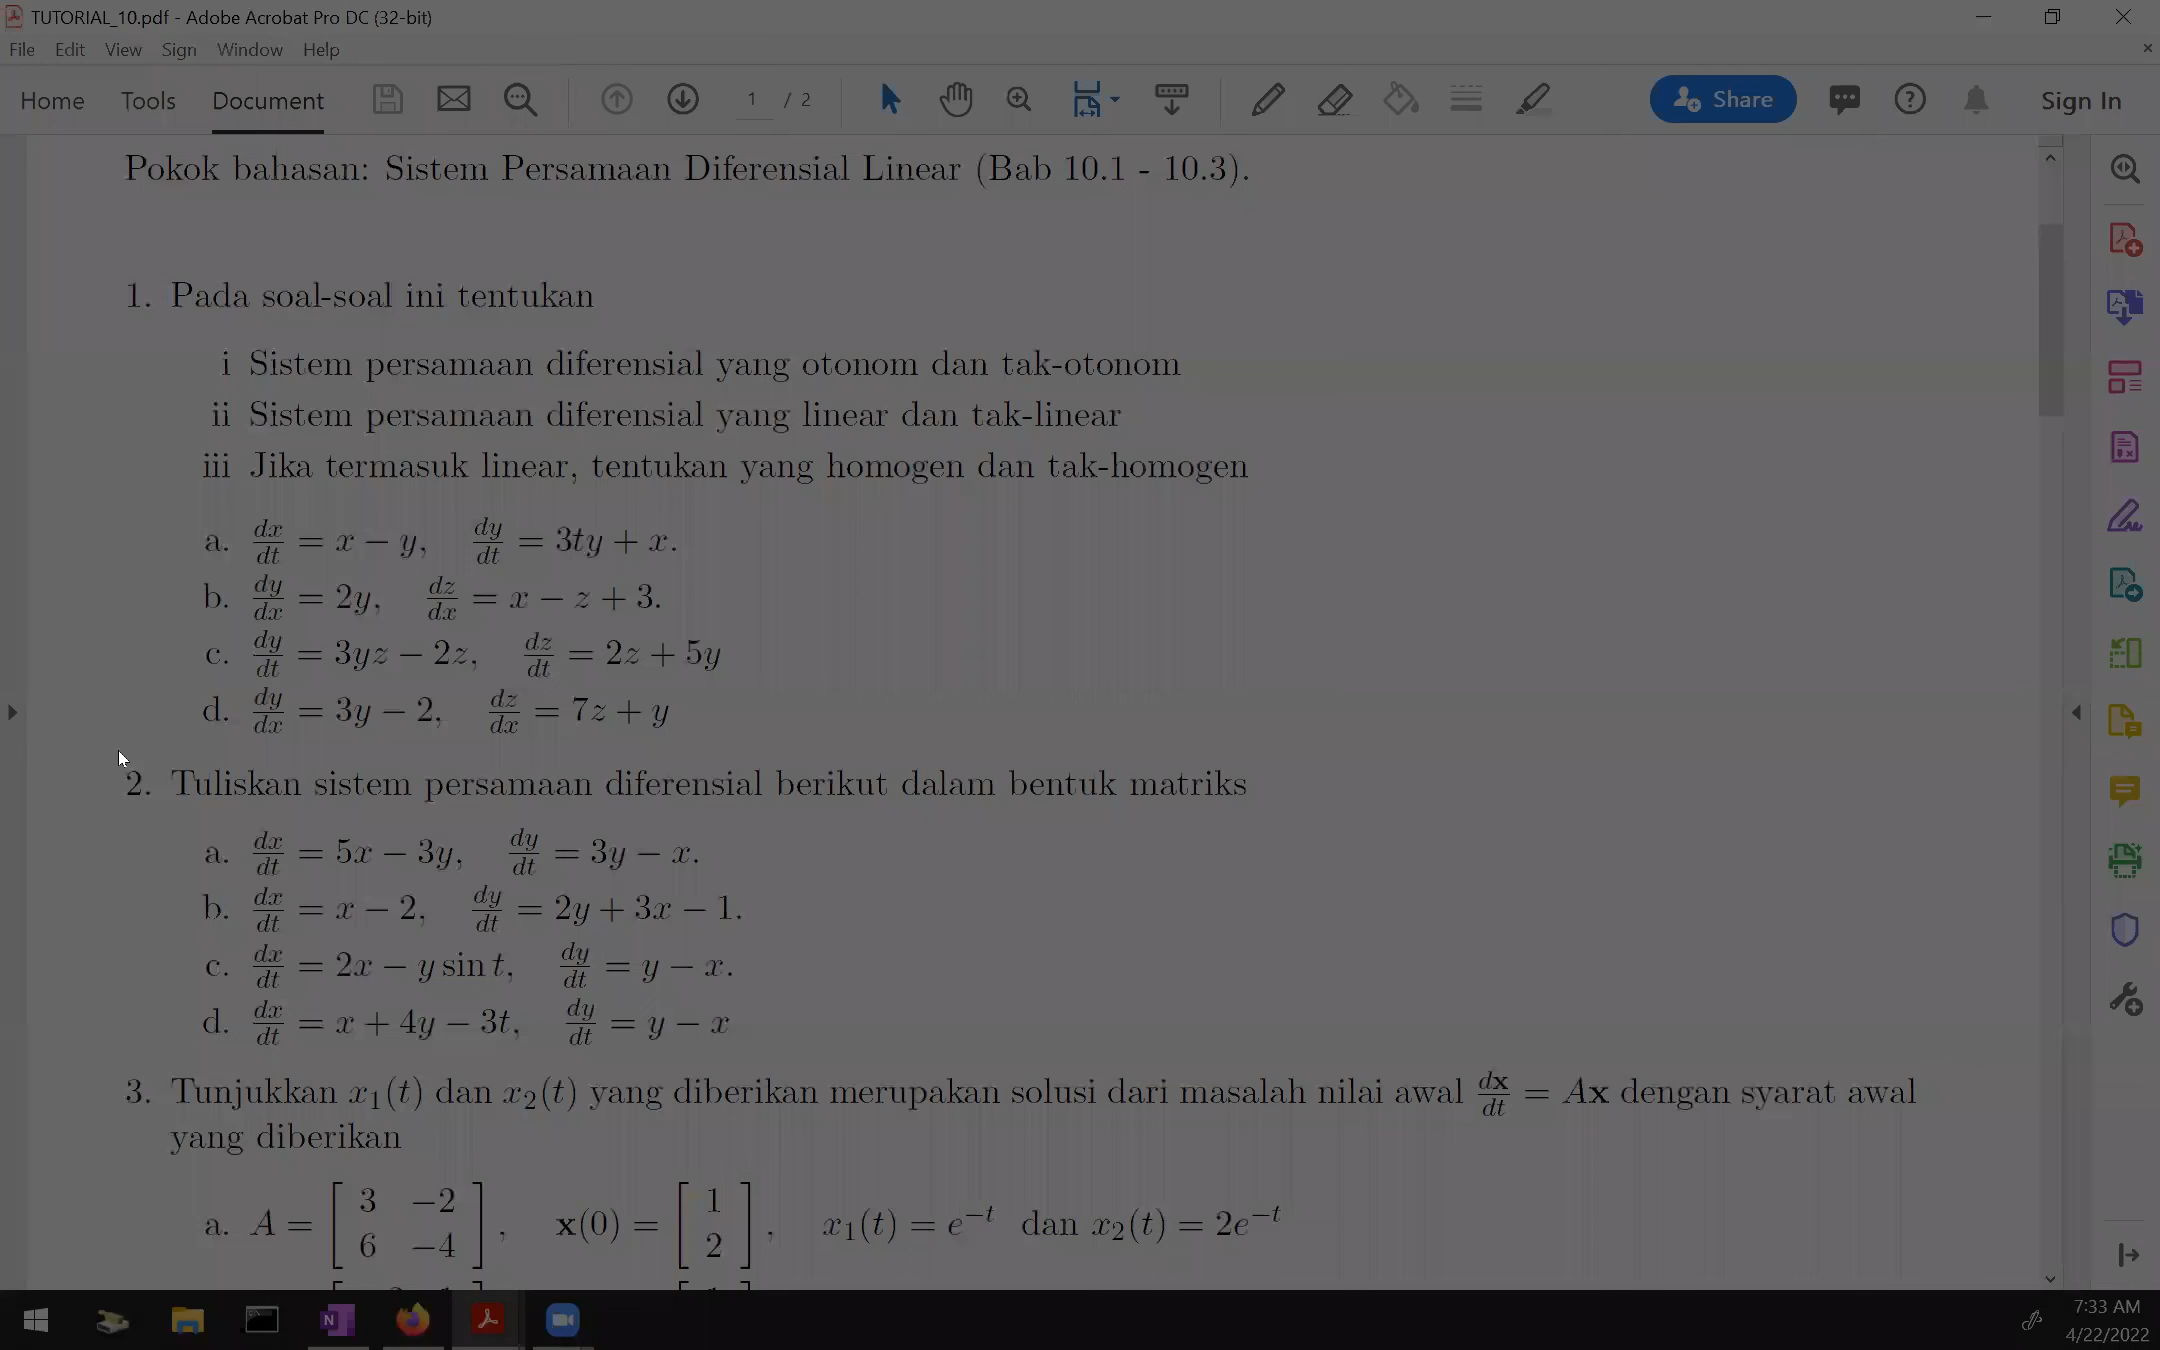 TUTORIAL_10.pdf - Adobe Acrobat Pro DC (32-bit)
File Edit View Sign Window Help
Home Tools Document 1 / 2 Share Sign In
Pokok bahasan: Sistem Persamaan Diferensial Linear (Bab 10.1 - 10.3).
1. Pada soal-soal ini tentukan
i Sistem persamaan diferensial yang otonom dan tak-otonom
ii Sistem persamaan diferensial yang linear dan tak-linear
iii Jika termasuk linear, tentukan yang homogen dan tak-homogen
a. dx/dt = x − y, dy/dt = 3ty + x.
b. dy/dx = 2y, dz/dx = x − z + 3.
c. dy/dt = 3yz − 2z, dz/dt = 2z + 5y
d. dy/dx = 3y − 2, dz/dx = 7z + y
2. Tuliskan sistem persamaan diferensial berikut dalam bentuk matriks
a. dx/dt = 5x − 3y, dy/dt = 3y − x.
b. dx/dt = x − 2, dy/dt = 2y + 3x − 1.
c. dx/dt = 2x − y sin t, dy/dt = y − x.
d. dx/dt = x + 4y − 3t, dy/dt = y − x
3. Tunjukkan x₁(t) dan x₂(t) yang diberikan merupakan solusi dari masalah nilai awal dx/dt = Ax dengan syarat awal
yang diberikan
a. A = [3 −2; 6 −4], x(0) = [1; 2], x₁(t) = e⁻ᵗ dan x₂(t) = 2e⁻ᵗ
7:33 AM
4/22/2022